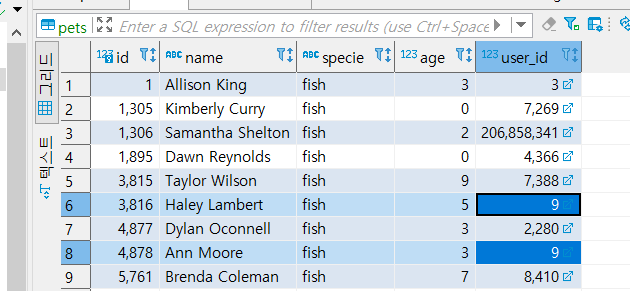 pets Enter a SQL expression to filter results (use Ctrl+Space
그리드
텍스트
123 id ABC name ABC specie 123 age 123 user_id
1 1 Allison King fish 3 3
2 1,305 Kimberly Curry fish 0 7,269
3 1,306 Samantha Shelton fish 2 206,858,341
4 1,895 Dawn Reynolds fish 0 4,366
5 3,815 Taylor Wilson fish 9 7,388
6 3,816 Haley Lambert fish 5 9
7 4,877 Dylan Oconnell fish 3 2,280
8 4,878 Ann Moore fish 3 9
9 5,761 Brenda Coleman fish 7 8,410